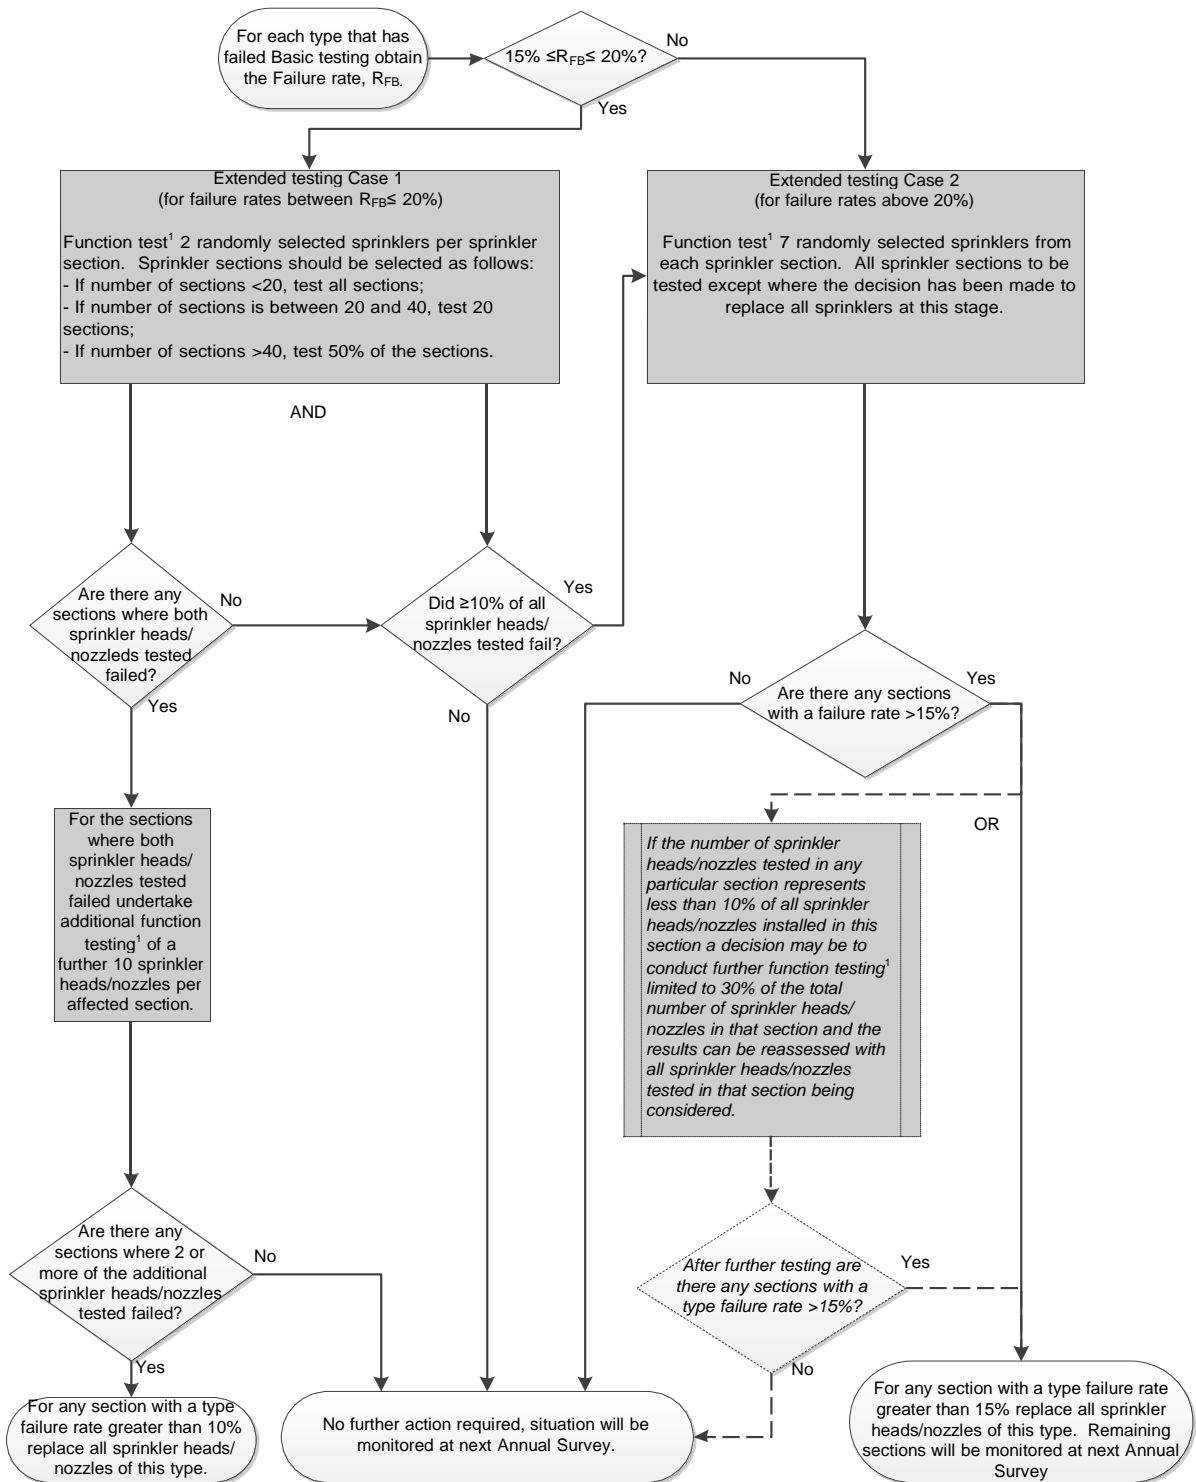 For each type that has
failed Basic testing obtain
the Failure rate, RFB.
15% ≤RFB≤ 20%?
No
Yes
Extended testing Case 1
(for failure rates between RFB≤ 20%)
Function test¹ 2 randomly selected sprinklers per sprinkler
section. Sprinkler sections should be selected as follows:
- If number of sections <20, test all sections;
- If number of sections is between 20 and 40, test 20
sections;
- If number of sections >40, test 50% of the sections.
Extended testing Case 2
(for failure rates above 20%)
Function test¹ 7 randomly selected sprinklers from
each sprinkler section. All sprinkler sections to be
tested except where the decision has been made to
replace all sprinklers at this stage.
AND
Are there any
sections where both
sprinkler heads/
nozzleds tested
failed?
No
Yes
Did ≥10% of all
sprinkler heads/
nozzles tested fail?
Yes
No
Are there any sections
with a failure rate >15%?
No
Yes
For the sections
where both
sprinkler heads/
nozzles tested
failed undertake
additional function
testing¹ of a
further 10 sprinkler
heads/nozzles per
affected section.
OR
If the number of sprinkler
heads/nozzles tested in any
particular section represents
less than 10% of all sprinkler
heads/nozzles installed in this
section a decision may be to
conduct further function testing¹
limited to 30% of the total
number of sprinkler heads/
nozzles in that section and the
results can be reassessed with
all sprinkler heads/nozzles
tested in that section being
considered.
Are there any
sections where 2 or
more of the additional
sprinkler heads/nozzles
tested failed?
No
Yes
After further testing are
there any sections with a
type failure rate >15%?
Yes
No
For any section with a type
failure rate greater than 10%
replace all sprinkler heads/
nozzles of this type.
No further action required, situation will be
monitored at next Annual Survey.
For any section with a type failure rate
greater than 15% replace all sprinkler
heads/nozzles of this type. Remaining
sections will be monitored at next Annual
Survey